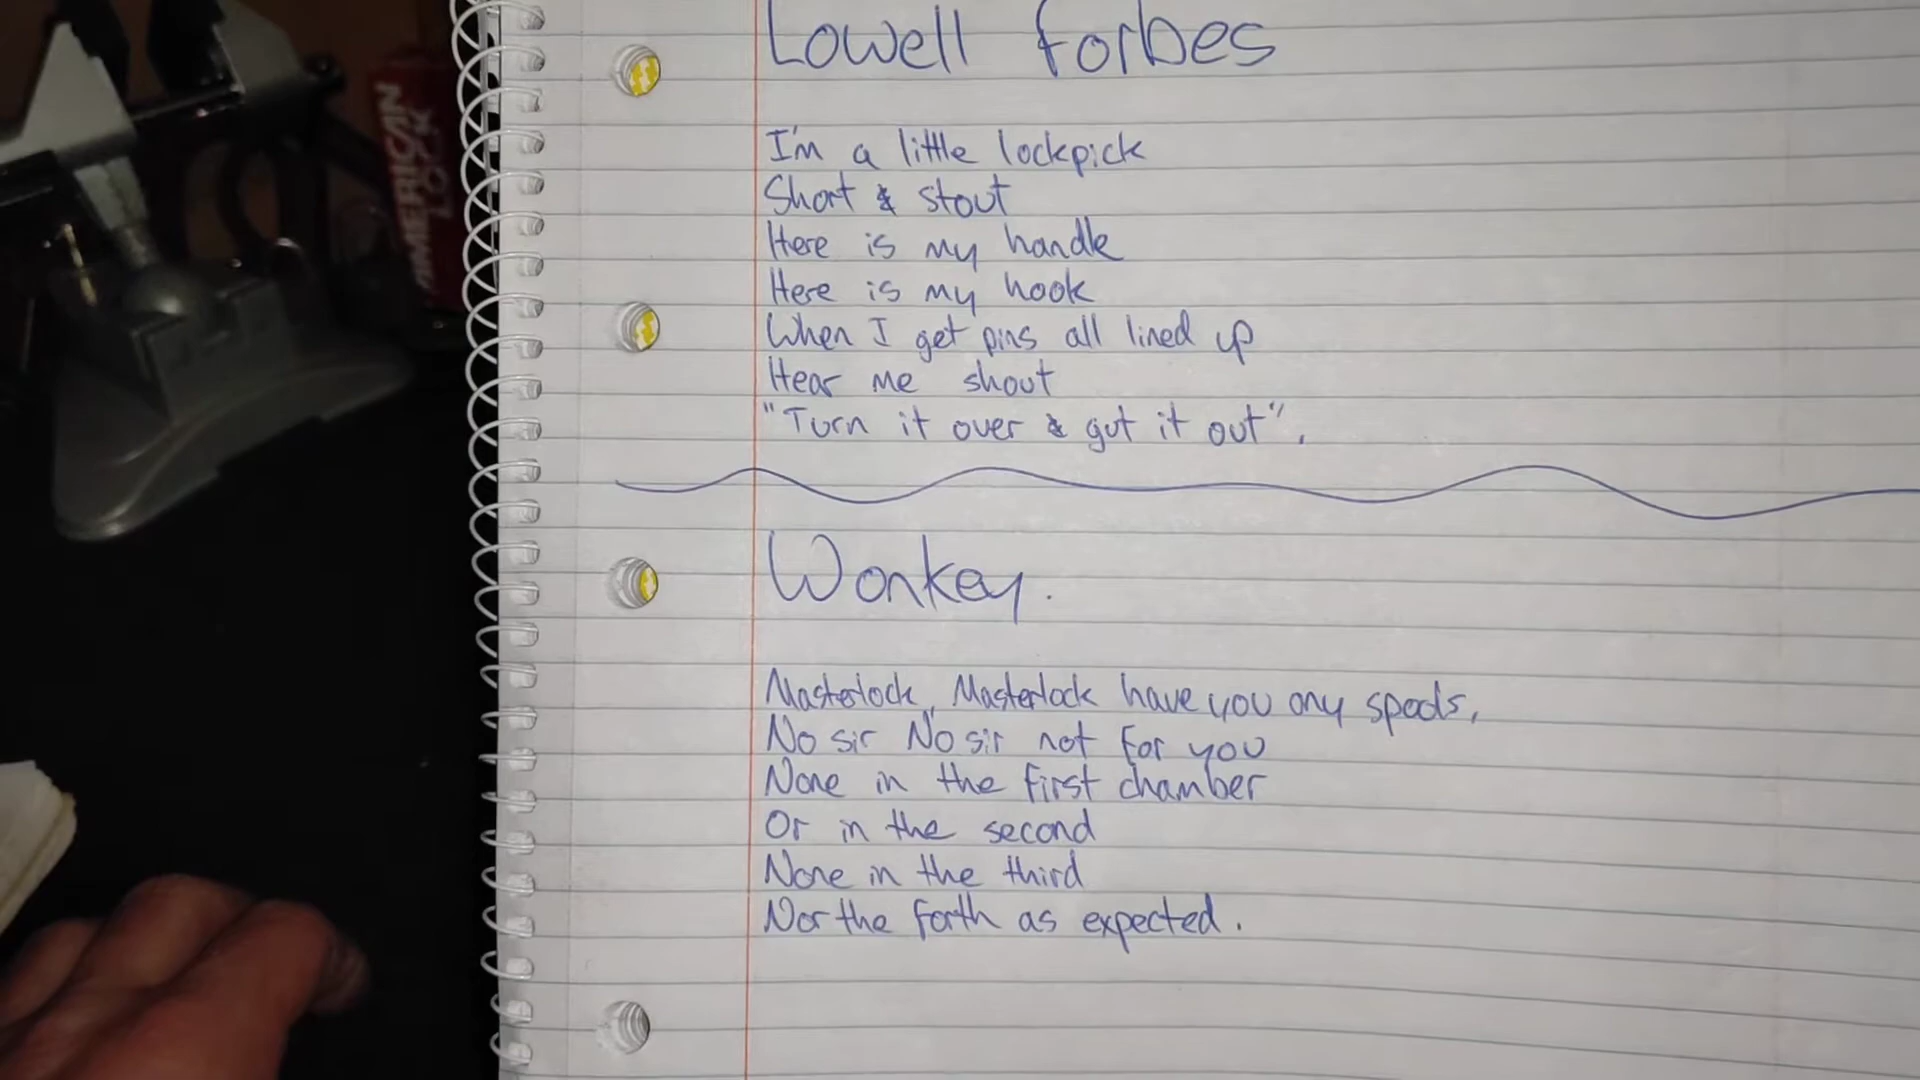 AMERICAN
LOCK
Lowell Forbes
I'm a little lockpick
Short & stout
Here is my handle
Here is my hook
When I get pins all lined up
Hear me shout
"Turn it over & gut it out".
Wonkey.
Masterlock, Masterlock have you any spools,
No sir No sir not for you
None in the first chamber
Or in the second
None in the third
Nor the forth as expected.